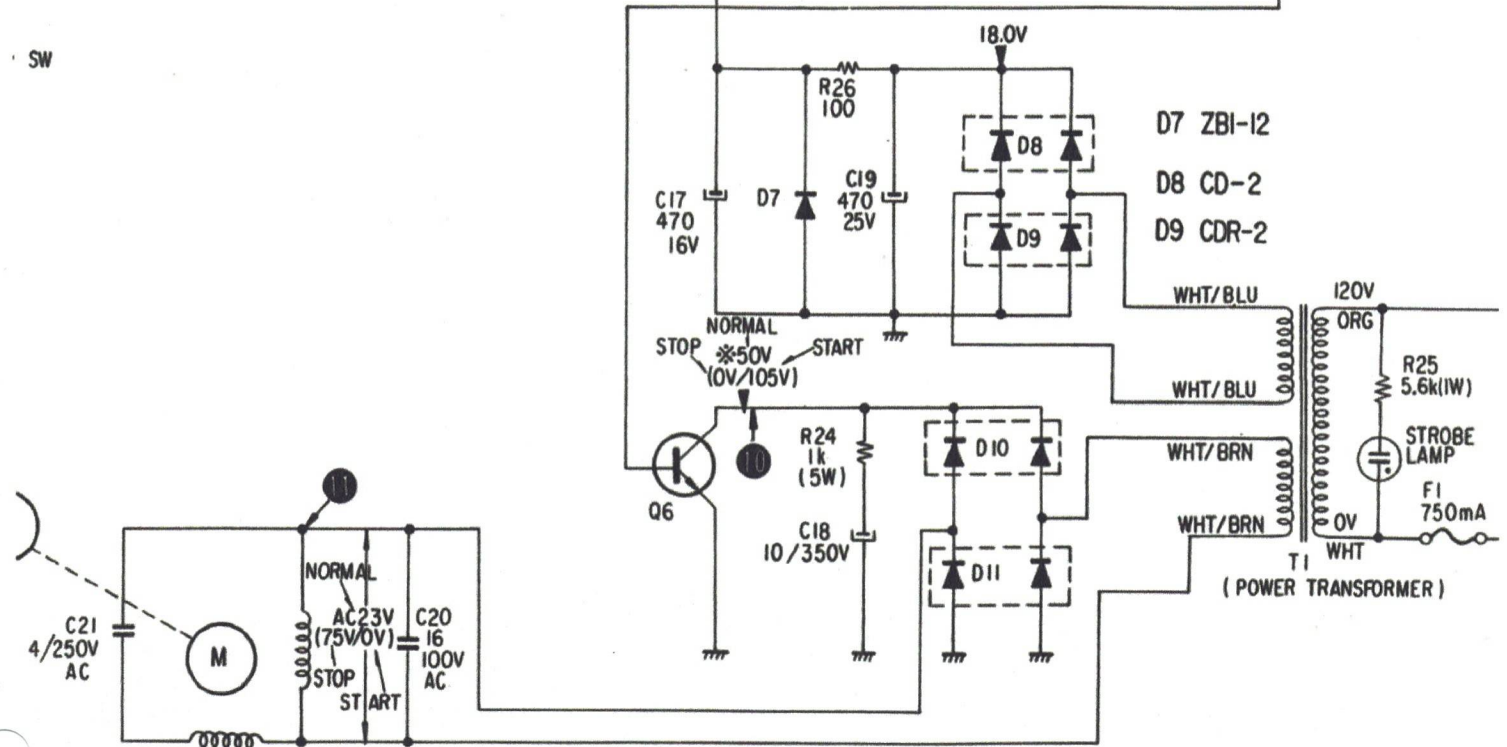 SW
18.0V
R26
100
D8
D7 ZB1-12
D8 CD-2
D9 CDR-2
C17
470
16V
D7
C19
470
25V
D9
WHT/BLU
120V
ORG
NORMAL
STOP
※50V
START
(0V/105V)
WHT/BLU
R25
5.6k(1W)
R24
1k
(5W)
10
D10
WHT/BRN
STROBE
LAMP
Q6
11
C18
10/350V
WHT/BRN
0V
WHT
F1
750mA
D11
T1
(POWER TRANSFORMER)
NORMAL
AC23V
(75V/0V)
STOP
START
C20
16
100V
AC
C21
4/250V
AC
M